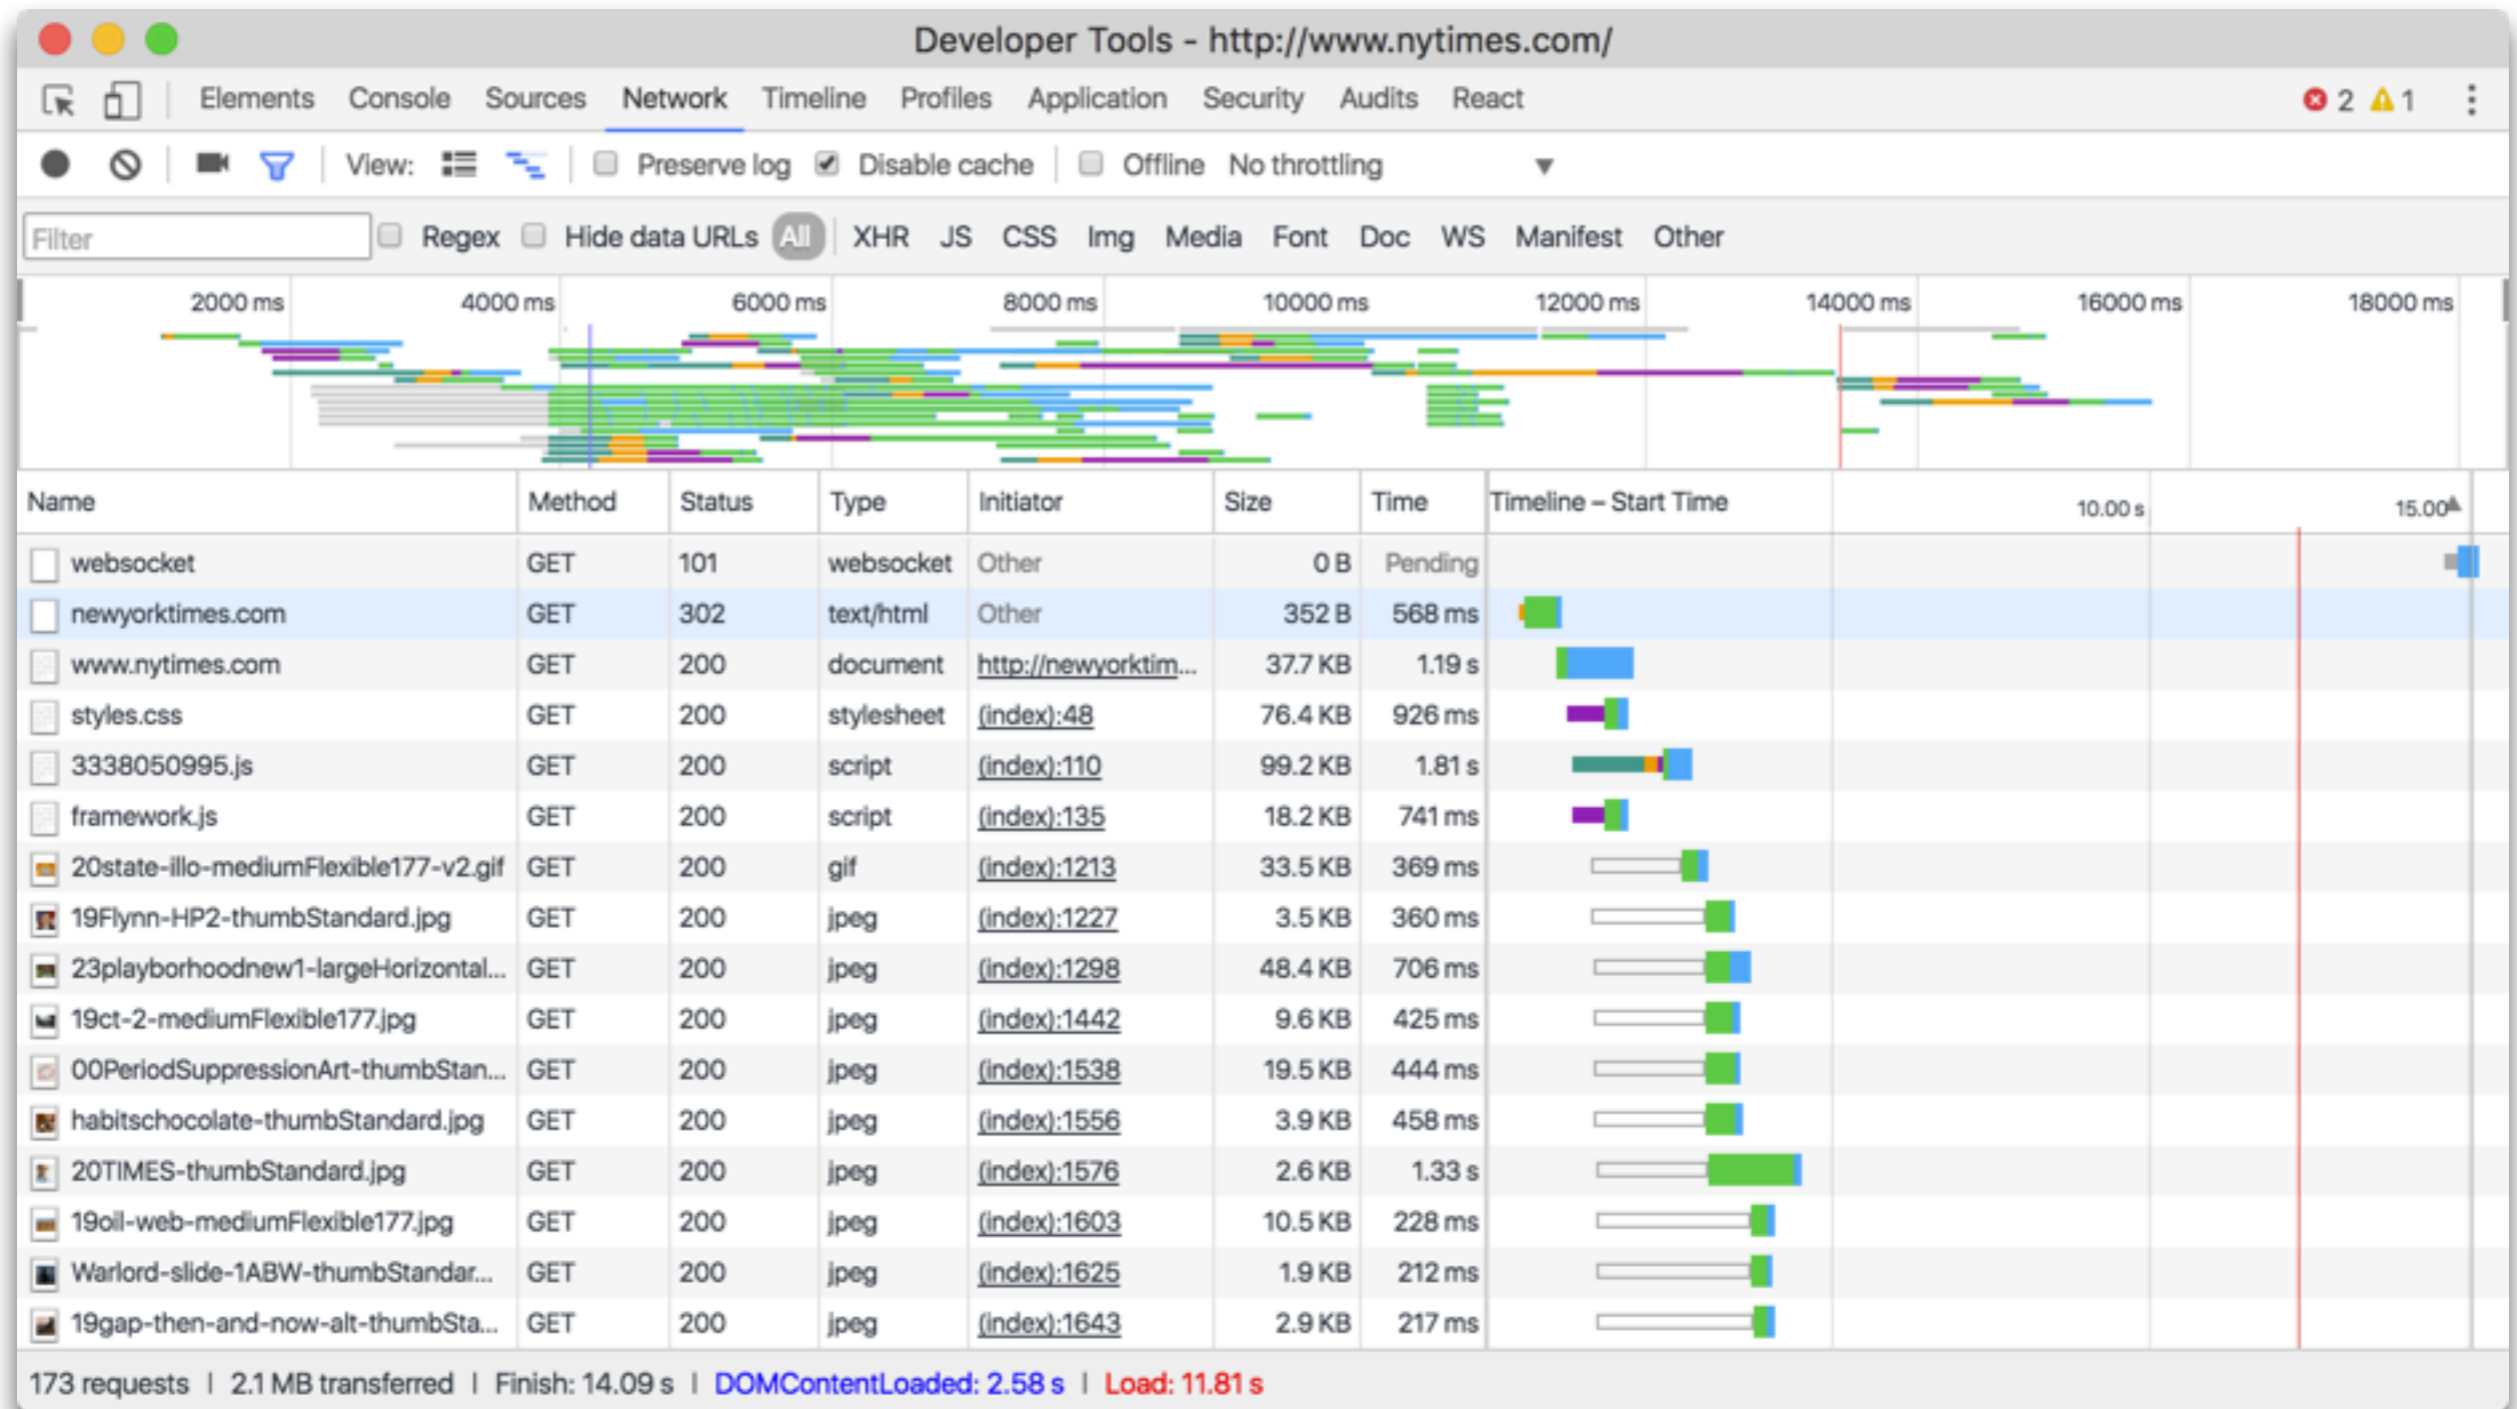 Developer Tools - http://www.nytimes.com/
Elements Console Sources Network Timeline Profiles Application Security Audits React 2 1
View: Preserve log Disable cache Offline No throttling
Filter Regex Hide data URLs All XHR JS CSS Img Media Font Doc WS Manifest Other
2000 ms 4000 ms 6000 ms 8000 ms 10000 ms 12000 ms 14000 ms 16000 ms 18000 ms
Name Method Status Type Initiator Size Time Timeline – Start Time 10.00 s 15.00
websocket GET 101 websocket Other 0 B Pending
newyorktimes.com GET 302 text/html Other 352 B 568 ms
www.nytimes.com GET 200 document http://newyorktim... 37.7 KB 1.19 s
styles.css GET 200 stylesheet (index):48 76.4 KB 926 ms
3338050995.js GET 200 script (index):110 99.2 KB 1.81 s
framework.js GET 200 script (index):135 18.2 KB 741 ms
20state-illo-mediumFlexible177-v2.gif GET 200 gif (index):1213 33.5 KB 369 ms
19Flynn-HP2-thumbStandard.jpg GET 200 jpeg (index):1227 3.5 KB 360 ms
23playborhoodnew1-largeHorizontal... GET 200 jpeg (index):1298 48.4 KB 706 ms
19ct-2-mediumFlexible177.jpg GET 200 jpeg (index):1442 9.6 KB 425 ms
00PeriodSuppressionArt-thumbStan... GET 200 jpeg (index):1538 19.5 KB 444 ms
habitschocolate-thumbStandard.jpg GET 200 jpeg (index):1556 3.9 KB 458 ms
20TIMES-thumbStandard.jpg GET 200 jpeg (index):1576 2.6 KB 1.33 s
19oil-web-mediumFlexible177.jpg GET 200 jpeg (index):1603 10.5 KB 228 ms
Warlord-slide-1ABW-thumbStandar... GET 200 jpeg (index):1625 1.9 KB 212 ms
19gap-then-and-now-alt-thumbSta... GET 200 jpeg (index):1643 2.9 KB 217 ms
173 requests | 2.1 MB transferred | Finish: 14.09 s | DOMContentLoaded: 2.58 s | Load: 11.81 s